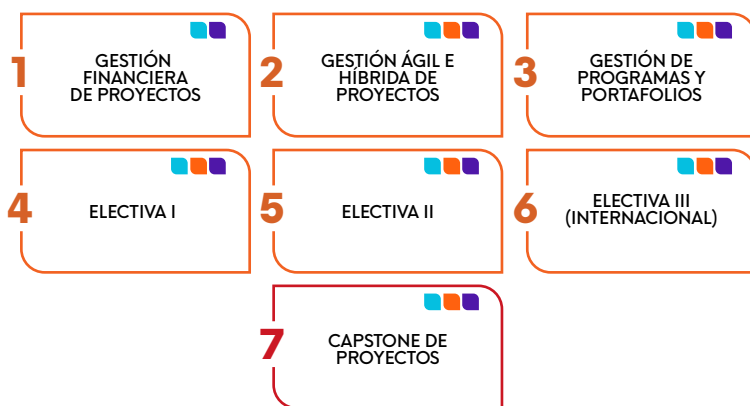 1
GESTIÓN
FINANCIERA
DE PROYECTOS
2
GESTIÓN ÁGIL E
HÍBRIDA DE
PROYECTOS
3
GESTIÓN DE
PROGRAMAS Y
PORTAFOLIOS
4
ELECTIVA I
5
ELECTIVA II
6
ELECTIVA III
(INTERNACIONAL)
7
CAPSTONE DE
PROYECTOS